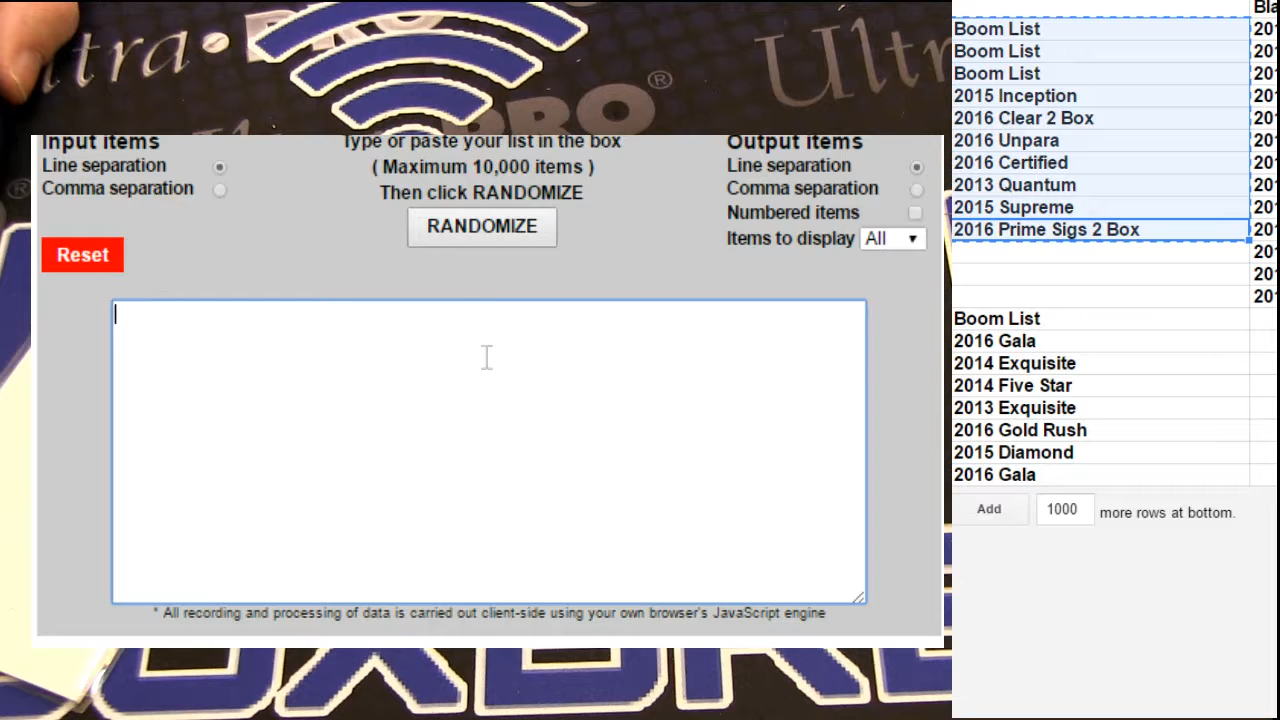 Ultra PRO®
Ultr
PRO®
Input Items
Line separation
Comma separation
Reset
Type or paste your list in the box
( Maximum 10,000 items )
Then click RANDOMIZE
RANDOMIZE
Output Items
Line separation
Comma separation
Numbered items
Items to display All
* All recording and processing of data is carried out client-side using your own browser's JavaScript engine
Boom List
Boom List
Boom List
2015 Inception
2016 Clear 2 Box
2016 Unpara
2016 Certified
2013 Quantum
2015 Supreme
2016 Prime Sigs 2 Box
Boom List
2016 Gala
2014 Exquisite
2014 Five Star
2013 Exquisite
2016 Gold Rush
2015 Diamond
2016 Gala
Add 1000 more rows at bottom.